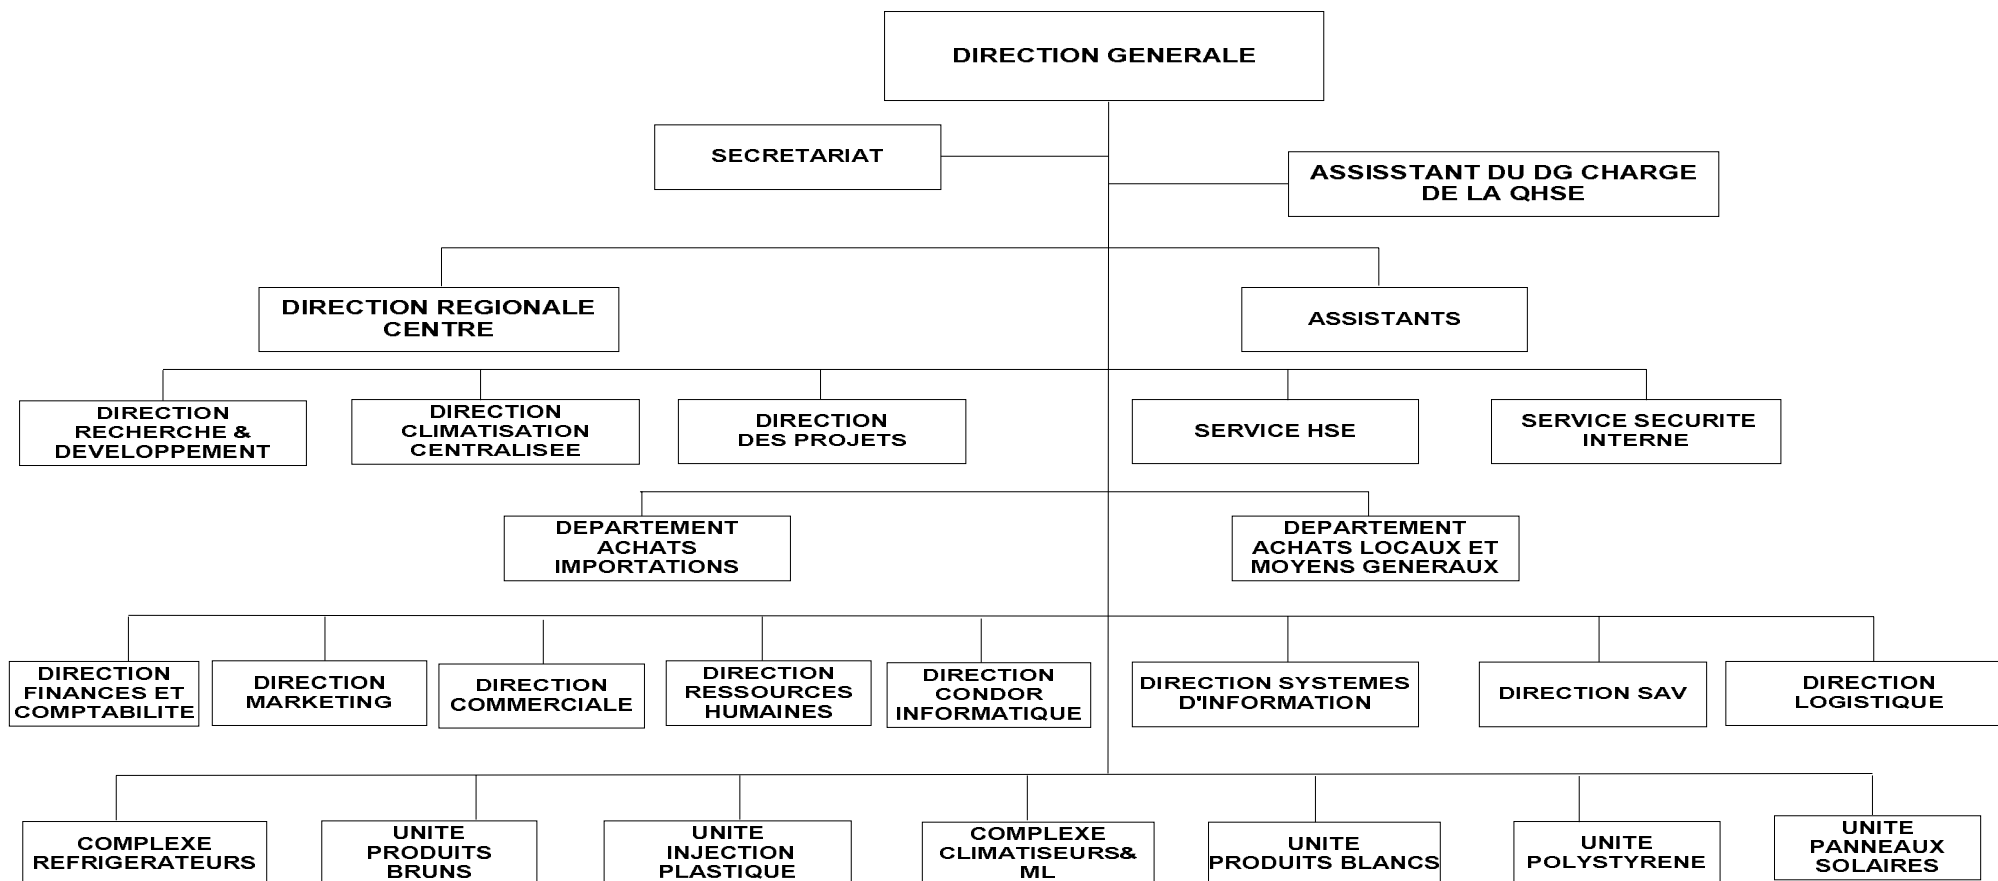 DIRECTION GENERALE
SECRETARIAT
ASSISSTANT DU DG CHARGE
DE LA QHSE
DIRECTION REGIONALE
CENTRE
ASSISTANTS
DIRECTION
RECHERCHE &
DEVELOPPEMENT
DIRECTION
CLIMATISATION
CENTRALISEE
DIRECTION
DES PROJETS
SERVICE HSE
SERVICE SECURITE
INTERNE
DEPARTEMENT
ACHATS
IMPORTATIONS
DEPARTEMENT
ACHATS LOCAUX ET
MOYENS GENERAUX
DIRECTION
FINANCES ET
COMPTABILITE
DIRECTION
MARKETING
DIRECTION
COMMERCIALE
DIRECTION
RESSOURCES
HUMAINES
DIRECTION
CONDOR
INFORMATIQUE
DIRECTION SYSTEMES
D'INFORMATION
DIRECTION SAV
DIRECTION
LOGISTIQUE
COMPLEXE
REFRIGERATEURS
UNITE
PRODUITS
BRUNS
UNITE
INJECTION
PLASTIQUE
COMPLEXE
CLIMATISEURS&
ML
UNITE
PRODUITS BLANCS
UNITE
POLYSTYRENE
UNITE
PANNEAUX
SOLAIRES